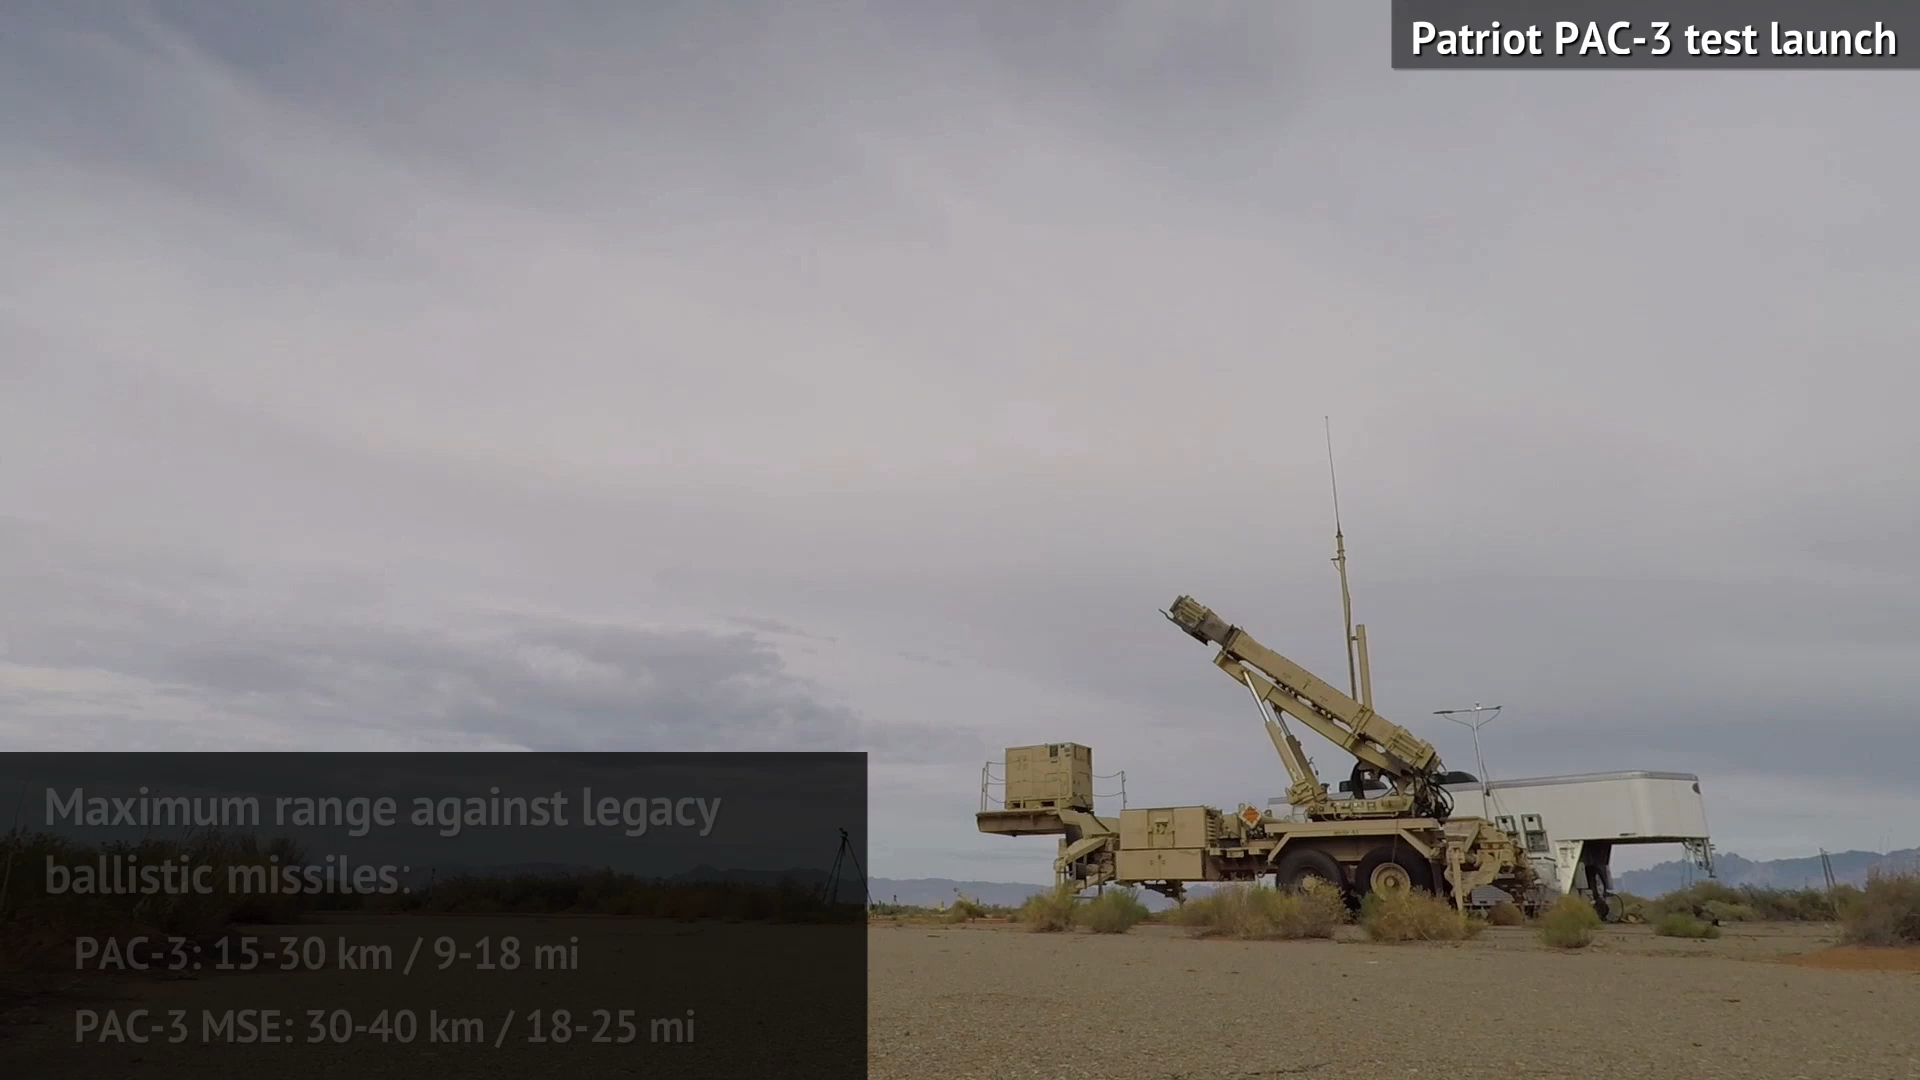 Patriot PAC-3 test launch
Maximum range against legacy
ballistic missiles:
PAC-3: 15-30 km / 9-18 mi
PAC-3 MSE: 30-40 km / 18-25 mi